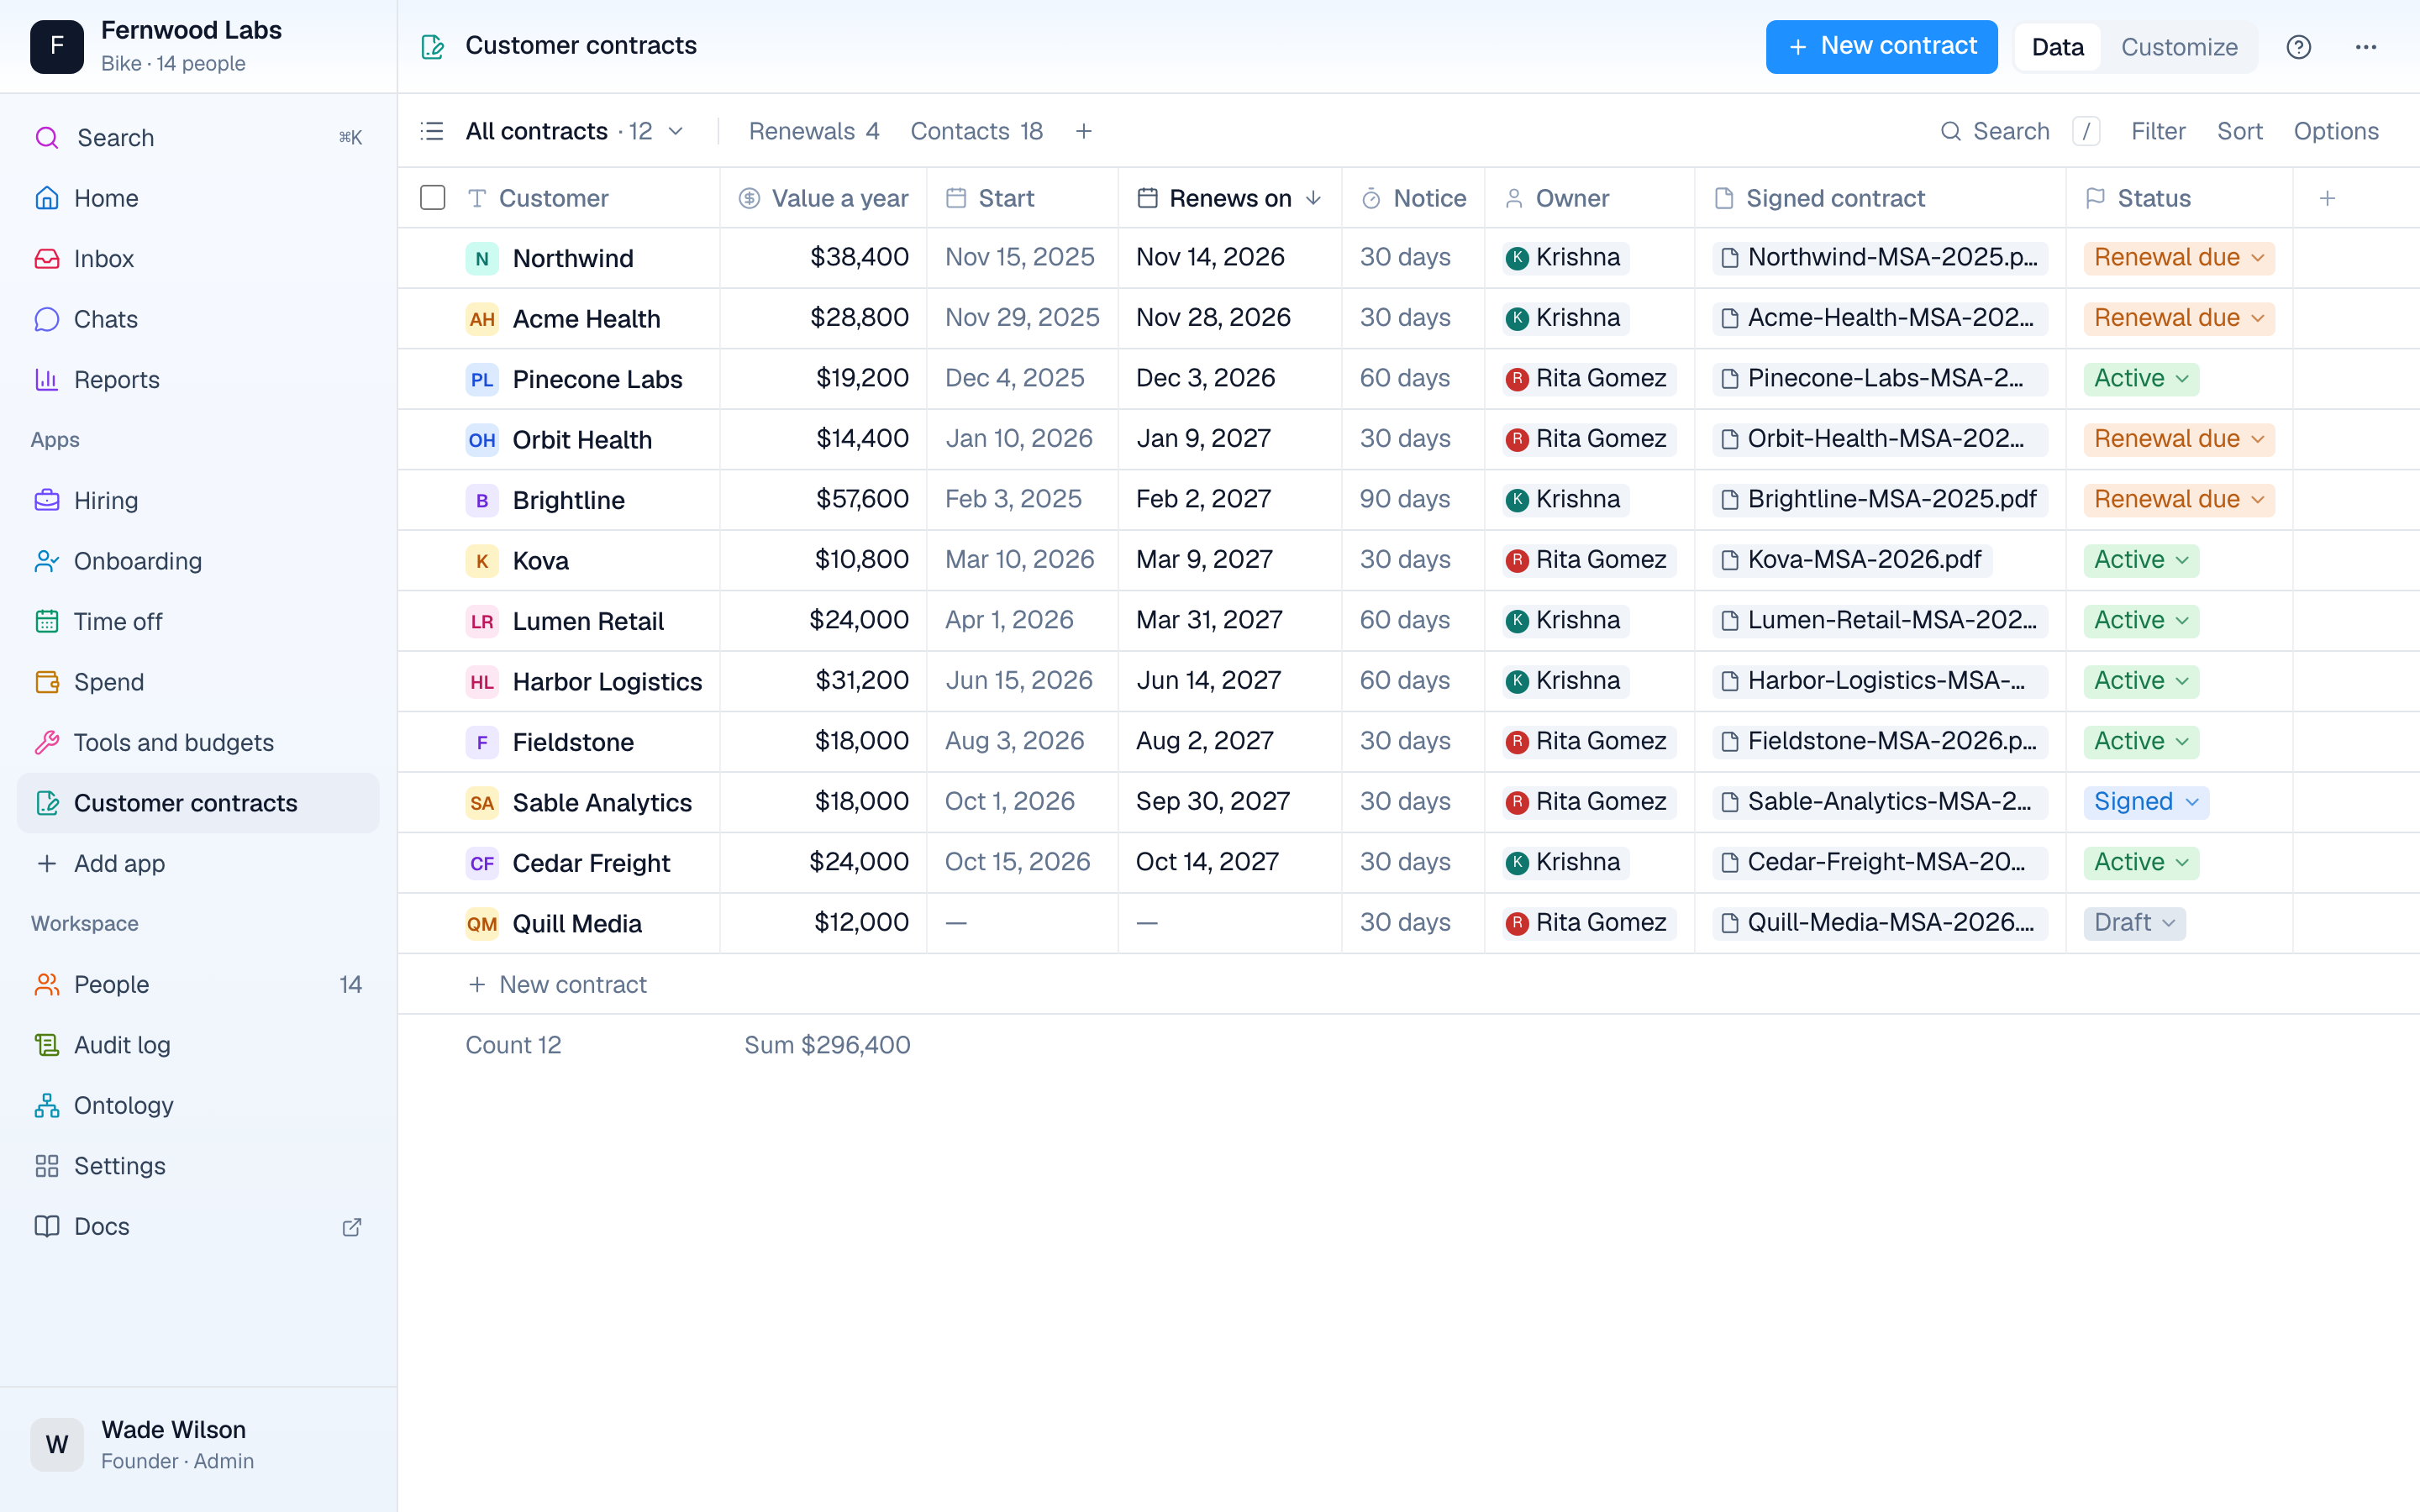 F Fernwood Labs
Bike · 14 people
Search ⌘K
Home
Inbox
Chats
Reports
Apps
Hiring
Onboarding
Time off
Spend
Tools and budgets
Customer contracts
+ Add app
Workspace
People 14
Audit log
Ontology
Settings
Docs
W Wade Wilson
Founder · Admin
Customer contracts
+ New contract Data Customize ? ...
All contracts · 12 Renewals 4 Contacts 18 + Search / Filter Sort Options
Customer Value a year Start Renews on ↓ Notice Owner Signed contract Status +
N Northwind $38,400 Nov 15, 2025 Nov 14, 2026 30 days K Krishna Northwind-MSA-2025.p... Renewal due
AH Acme Health $28,800 Nov 29, 2025 Nov 28, 2026 30 days K Krishna Acme-Health-MSA-202... Renewal due
PL Pinecone Labs $19,200 Dec 4, 2025 Dec 3, 2026 60 days R Rita Gomez Pinecone-Labs-MSA-2... Active
OH Orbit Health $14,400 Jan 10, 2026 Jan 9, 2027 30 days R Rita Gomez Orbit-Health-MSA-202... Renewal due
B Brightline $57,600 Feb 3, 2025 Feb 2, 2027 90 days K Krishna Brightline-MSA-2025.pdf Renewal due
K Kova $10,800 Mar 10, 2026 Mar 9, 2027 30 days R Rita Gomez Kova-MSA-2026.pdf Active
LR Lumen Retail $24,000 Apr 1, 2026 Mar 31, 2027 60 days K Krishna Lumen-Retail-MSA-202... Active
HL Harbor Logistics $31,200 Jun 15, 2026 Jun 14, 2027 60 days K Krishna Harbor-Logistics-MSA-... Active
F Fieldstone $18,000 Aug 3, 2026 Aug 2, 2027 30 days R Rita Gomez Fieldstone-MSA-2026.p... Active
SA Sable Analytics $18,000 Oct 1, 2026 Sep 30, 2027 30 days R Rita Gomez Sable-Analytics-MSA-2... Signed
CF Cedar Freight $24,000 Oct 15, 2026 Oct 14, 2027 30 days K Krishna Cedar-Freight-MSA-20... Active
QM Quill Media $12,000 — — 30 days R Rita Gomez Quill-Media-MSA-2026.... Draft
+ New contract
Count 12 Sum $296,400